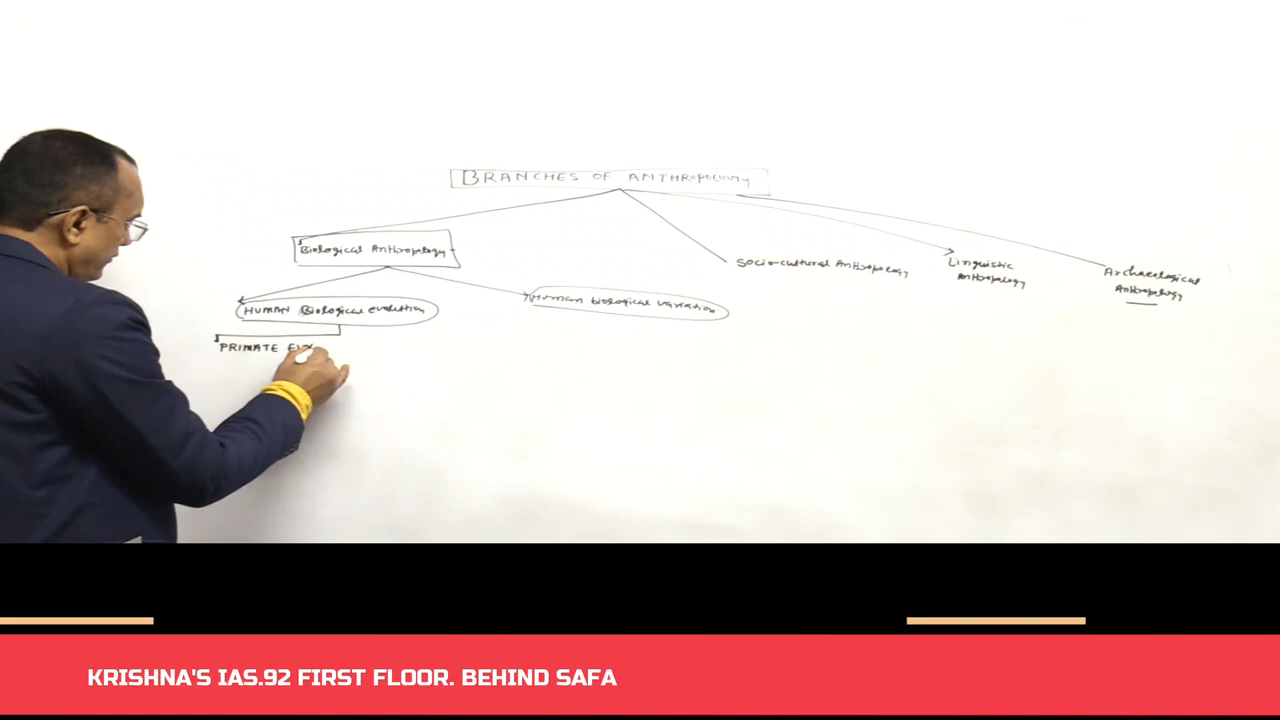 BRANCHES OF ANTHROPOLOGY
Biological Anthropology
Socio-cultural Anthropology
Linguistic
Anthropology
Archaeological
Anthropology
HUMAN Biological evolution
Human biological variation
PRIMATE
KRISHNA'S IAS.92 FIRST FLOOR. BEHIND SAFA